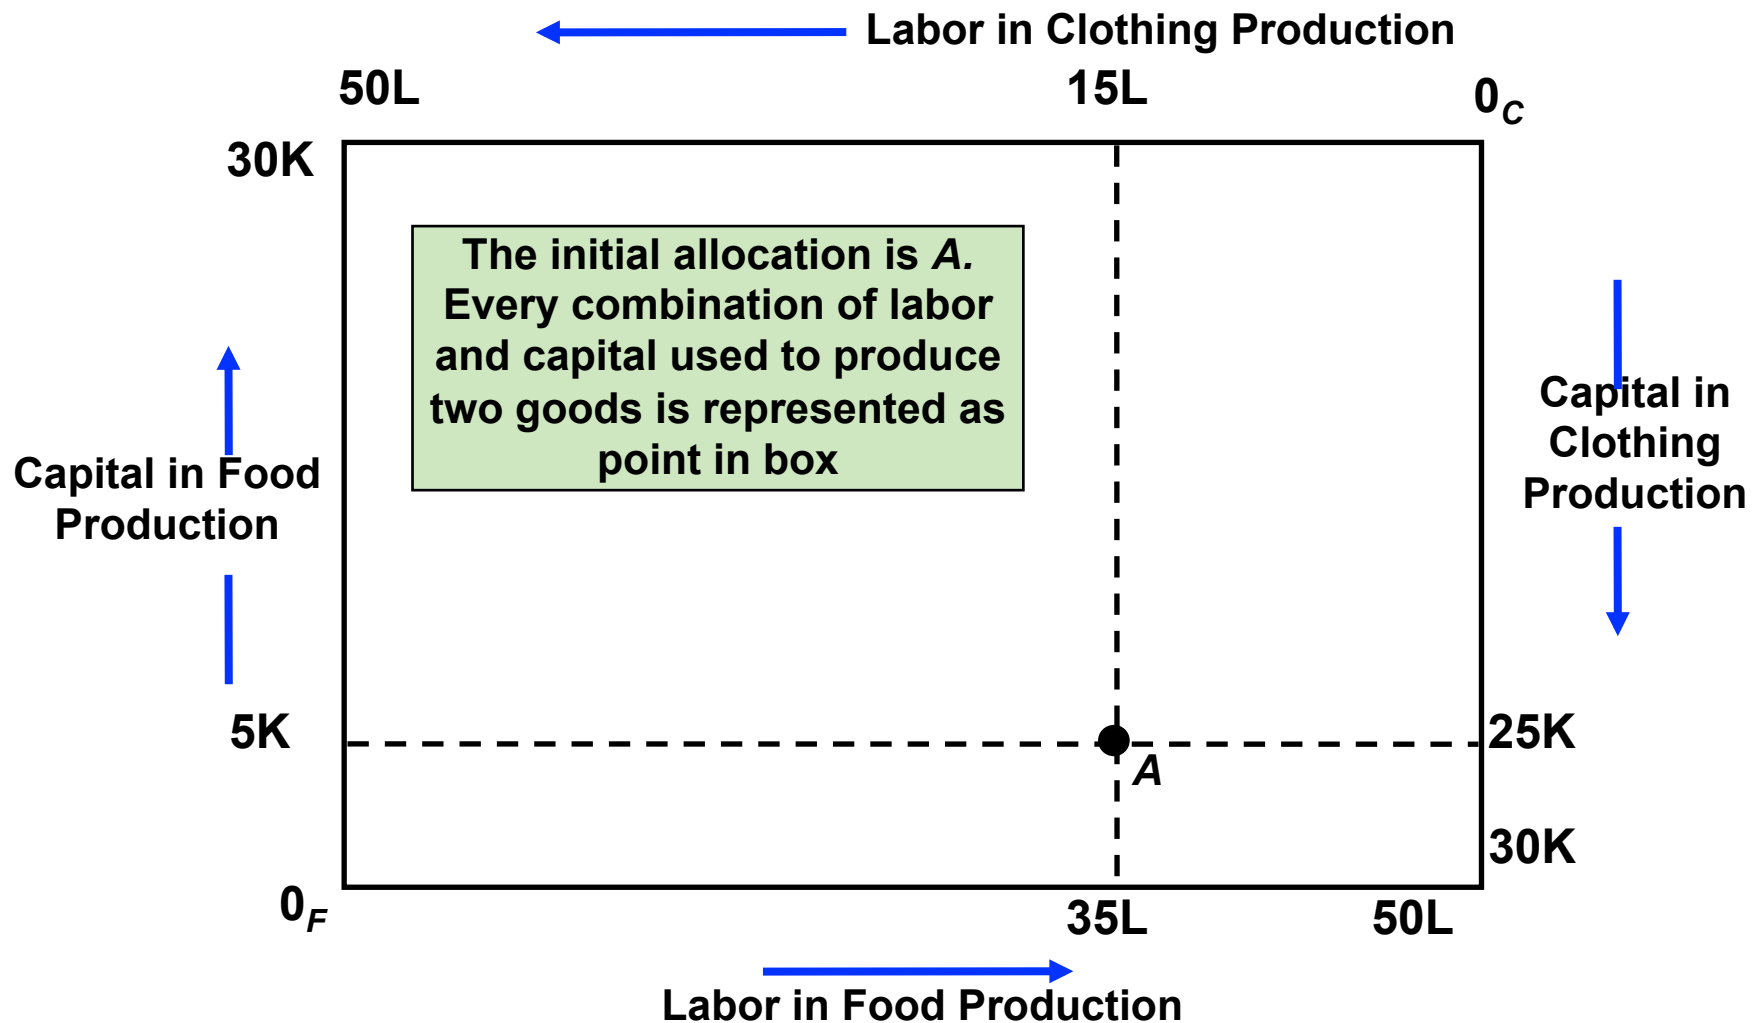 Labor in Clothing Production
50L
15L
0C
30K
The initial allocation is A.
Every combination of labor
and capital used to produce
two goods is represented as
point in box
Capital in Food
Production
Capital in
Clothing
Production
5K
25K
A
30K
0F
35L
50L
Labor in Food Production